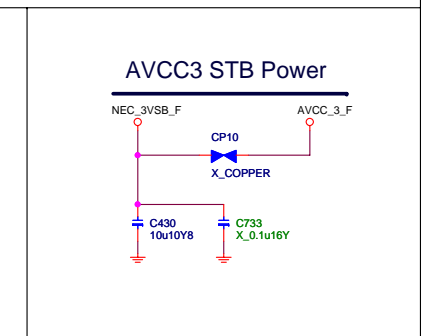 AVCC3 STB Power
NEC_3VSB_F
AVCC_3_F
CP10
X_COPPER
C430
10u10Y8
C733
X_0.1u16Y